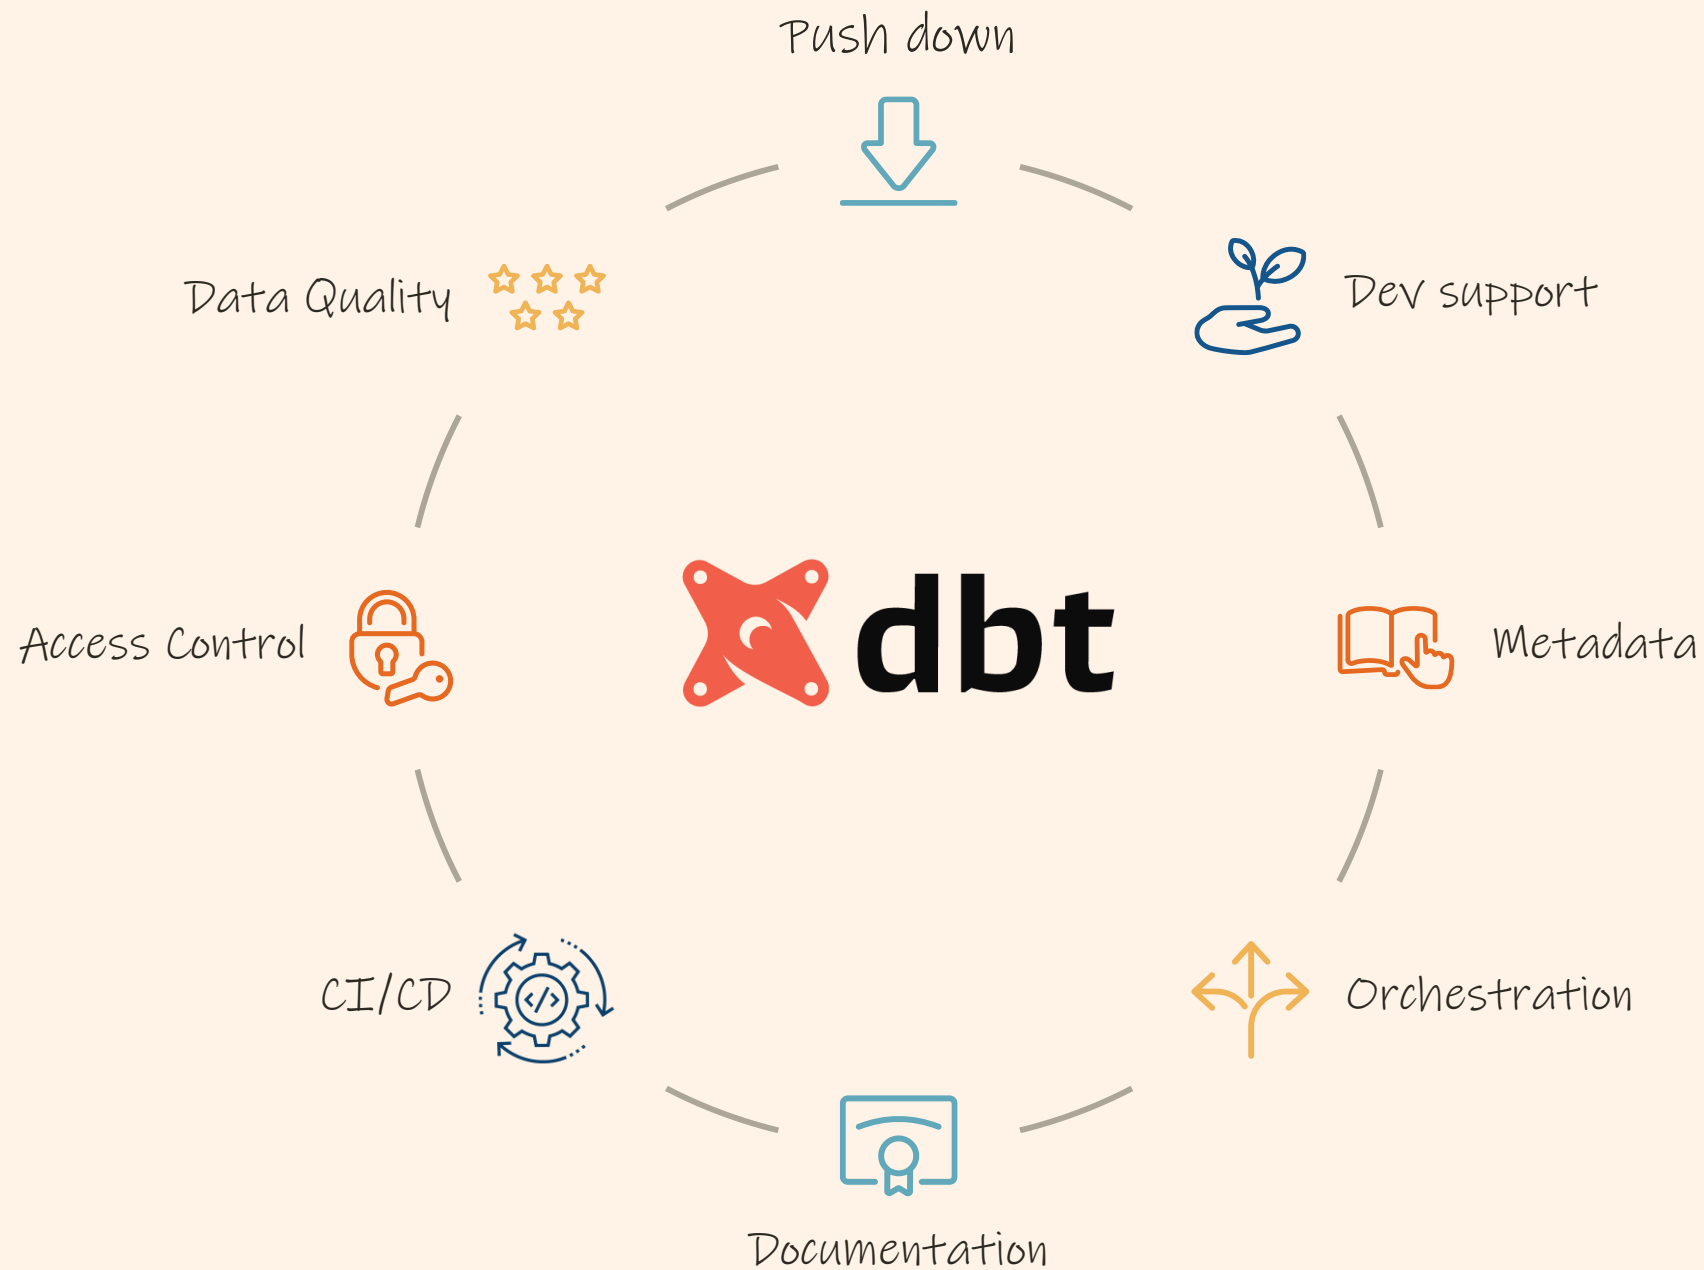 Push down
Data Quality
Dev support
dbt
Access Control
Metadata
CI/CD
Orchestration
Documentation